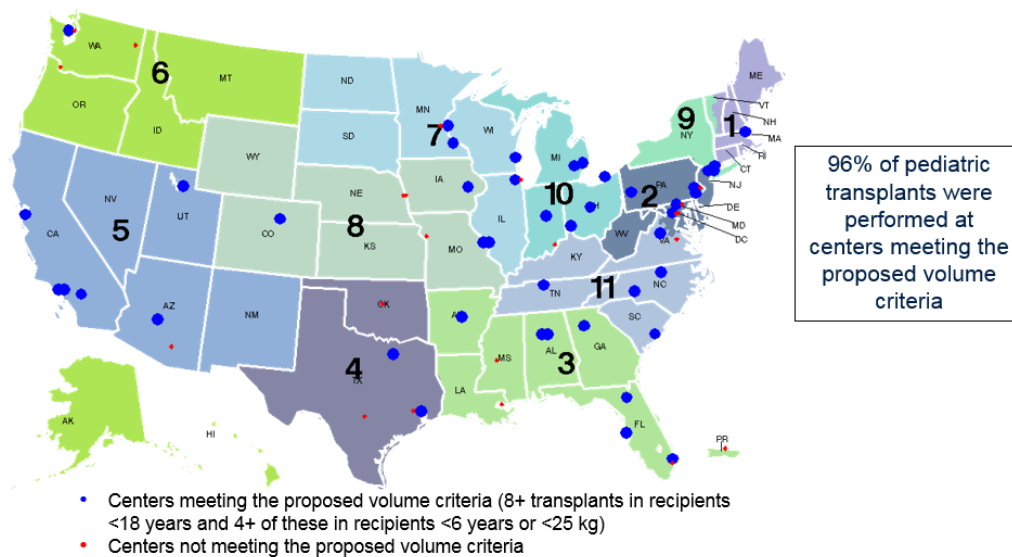 WA
MT
ND
MN
ME
6
OR
ID
VT
9
NH
1
7
WI
NY
MA
SD
WY
MI
RI
CT
IA
PA
NJ
NE
10
2
NV
DE
UT
IL
IN
MD
5
8
WV
DC
CA
CO
VA
KS
MO
KY
NC
TN
11
AZ
NM
OK
SC
MS
AL
GA
4
3
TX
LA
AK
HI
FL
PR
96% of pediatric
transplants were
performed at
centers meeting the
proposed volume
criteria
Centers meeting the proposed volume criteria (8+ transplants in recipients
<18 years and 4+ of these in recipients <6 years or <25 kg)
Centers not meeting the proposed volume criteria